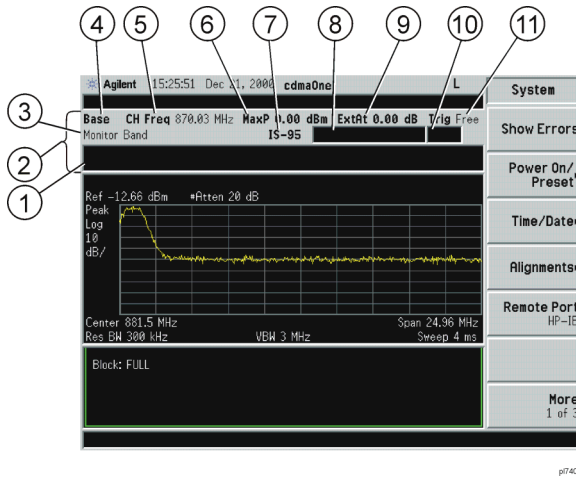 4 5 6 7 8 9 10 11
Agilent 15:25:51 Dec 21, 2000 cdmaOne L
System
Base CH Freq 870.03 MHz MaxP 0.00 dBm ExtAt 0.00 dB Trig Free
3
Monitor Band IS-95
Show Errors
2
Power On/
Preset
1
Ref -12.66 dBm #Atten 20 dB
Peak
Log
10
dB/
Time/Date
Alignments
Remote Port
HP-IB
Center 881.5 MHz Span 24.96 MHz
Res BW 300 kHz VBW 3 MHz Sweep 4 ms
Block: FULL
More
1 of 3
pl740